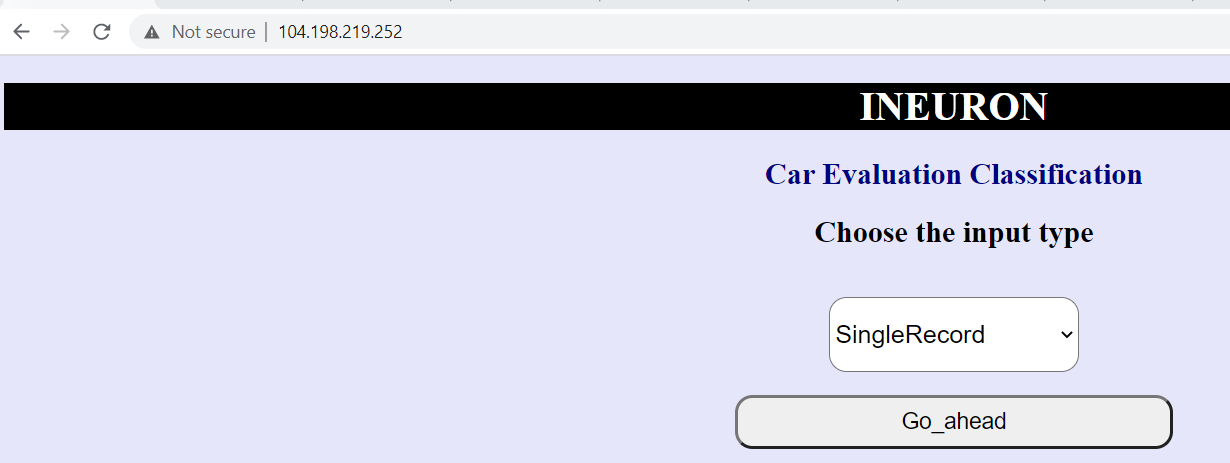 Not secure 104.198.219.252
INEURON
Car Evaluation Classification
Choose the input type
SingleRecord
Go_ahead